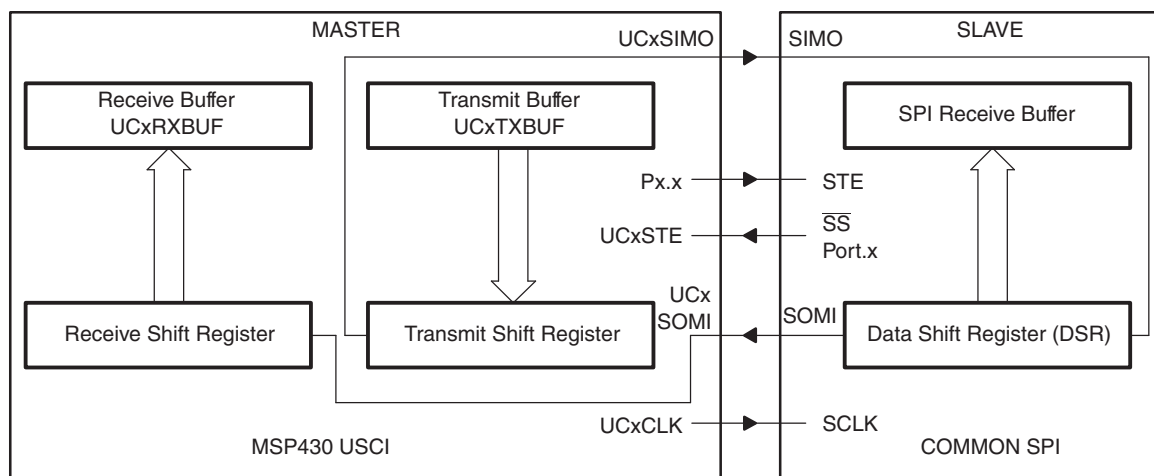 MASTER
UCxSIMO
SIMO
SLAVE
Receive Buffer
UCxRXBUF
Transmit Buffer
UCxTXBUF
SPI Receive Buffer
Px.x
STE
UCxSTE
SS
Port.x
UCx
SOMI
SOMI
Receive Shift Register
Transmit Shift Register
Data Shift Register (DSR)
UCxCLK
SCLK
MSP430 USCI
COMMON SPI